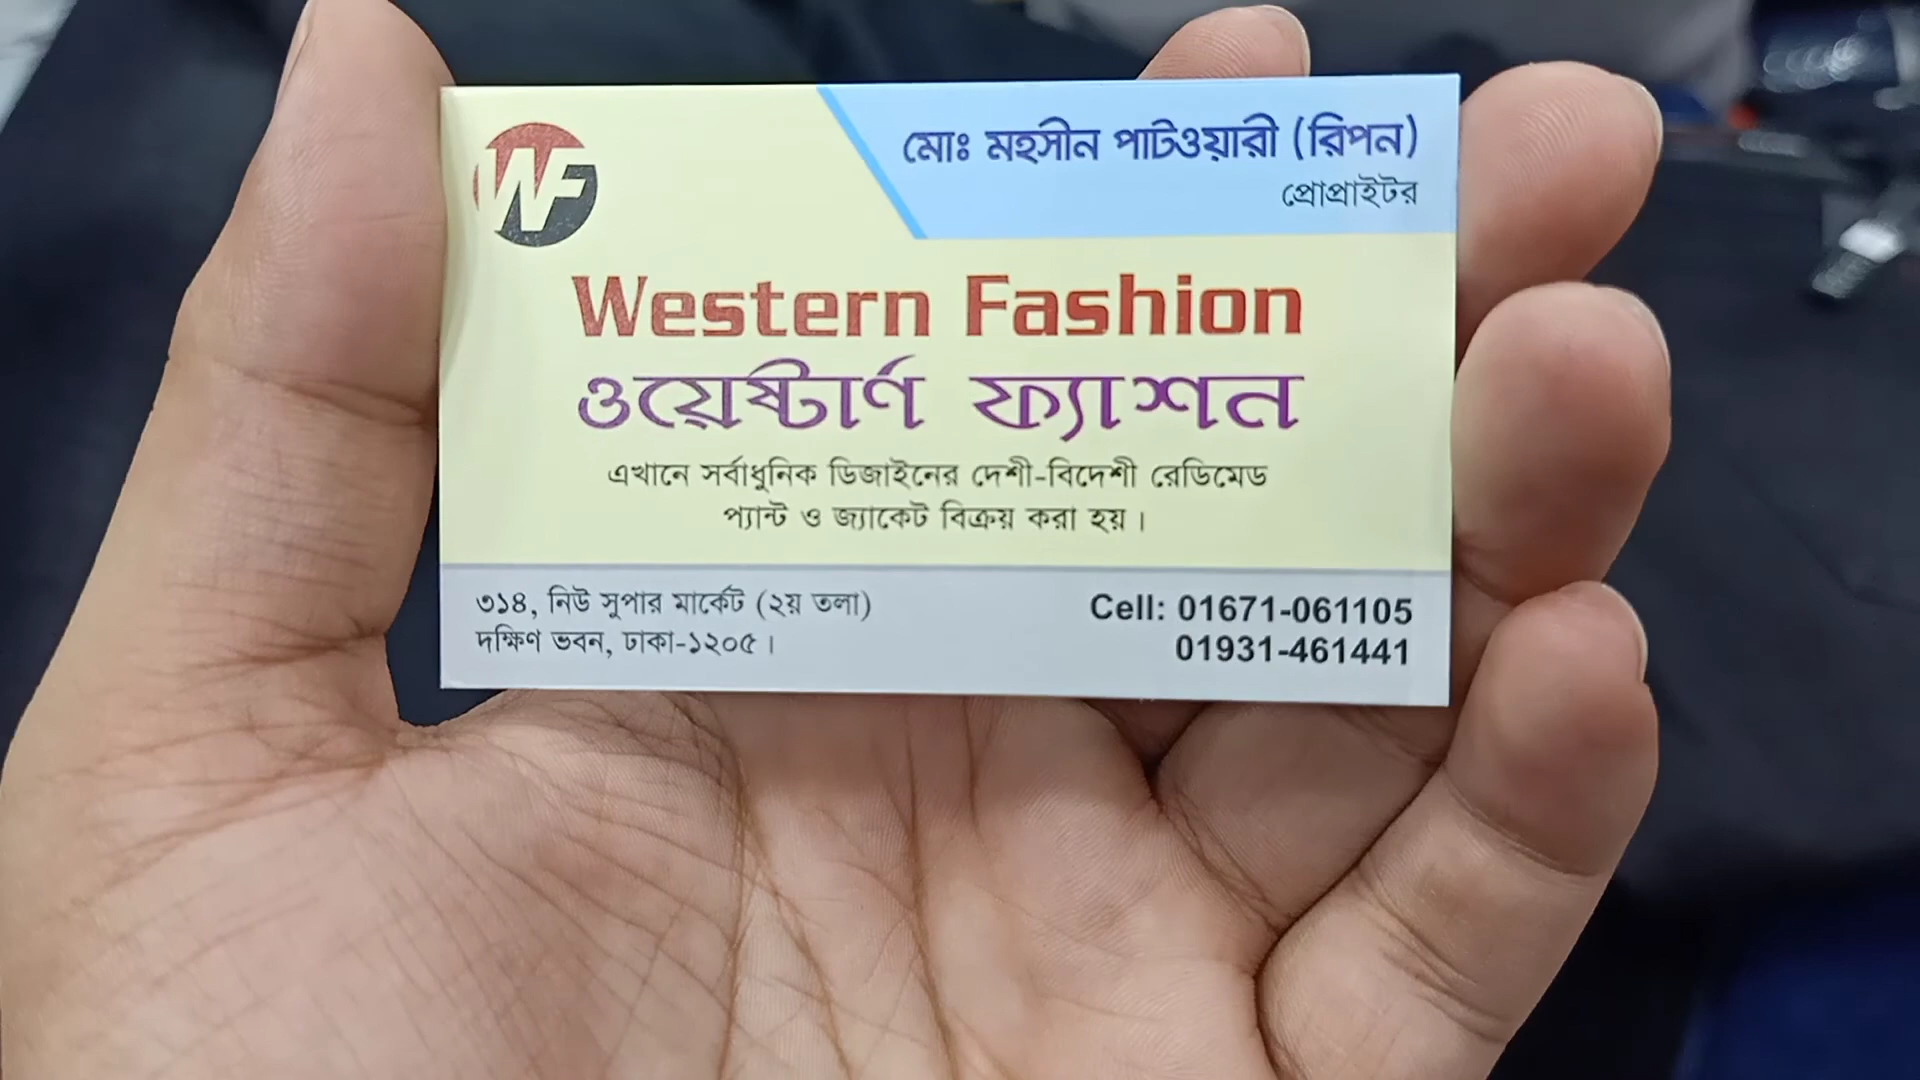 WF
মোঃ মহসীন পাটওয়ারী (রিপন)
প্রোপ্রাইটর
Western Fashion
ওয়েষ্টার্ণ ফ্যাশন
এখানে সর্বাধুনিক ডিজাইনের দেশী-বিদেশী রেডিমেড
প্যান্ট ও জ্যাকেট বিক্রয় করা হয়।
৩১৪, নিউ সুপার মার্কেট (২য় তলা)
দক্ষিণ ভবন, ঢাকা-১২০৫।
Cell: 01671-061105
01931-461441